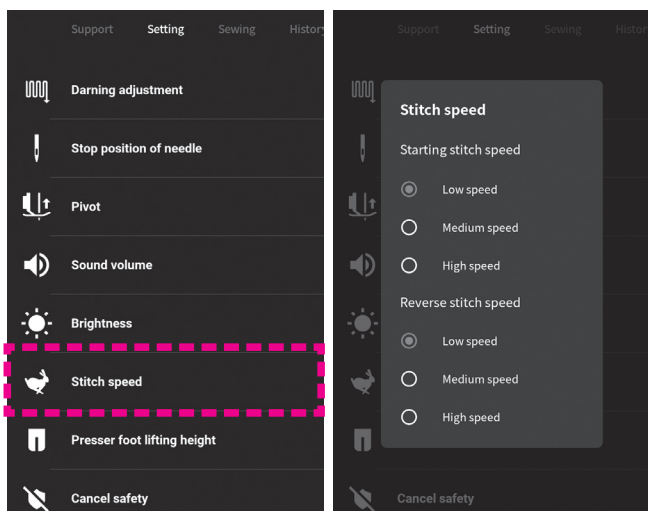 Support Setting Sewing History
Darning adjustment
Stop position of needle
Pivot
Sound volume
Brightness
Stitch speed
Presser foot lifting height
Cancel safety
Support Setting Sewing Histor
Stitch speed
Starting stitch speed
Low speed
Medium speed
High speed
Reverse stitch speed
Low speed
Medium speed
High speed
Cancel safety